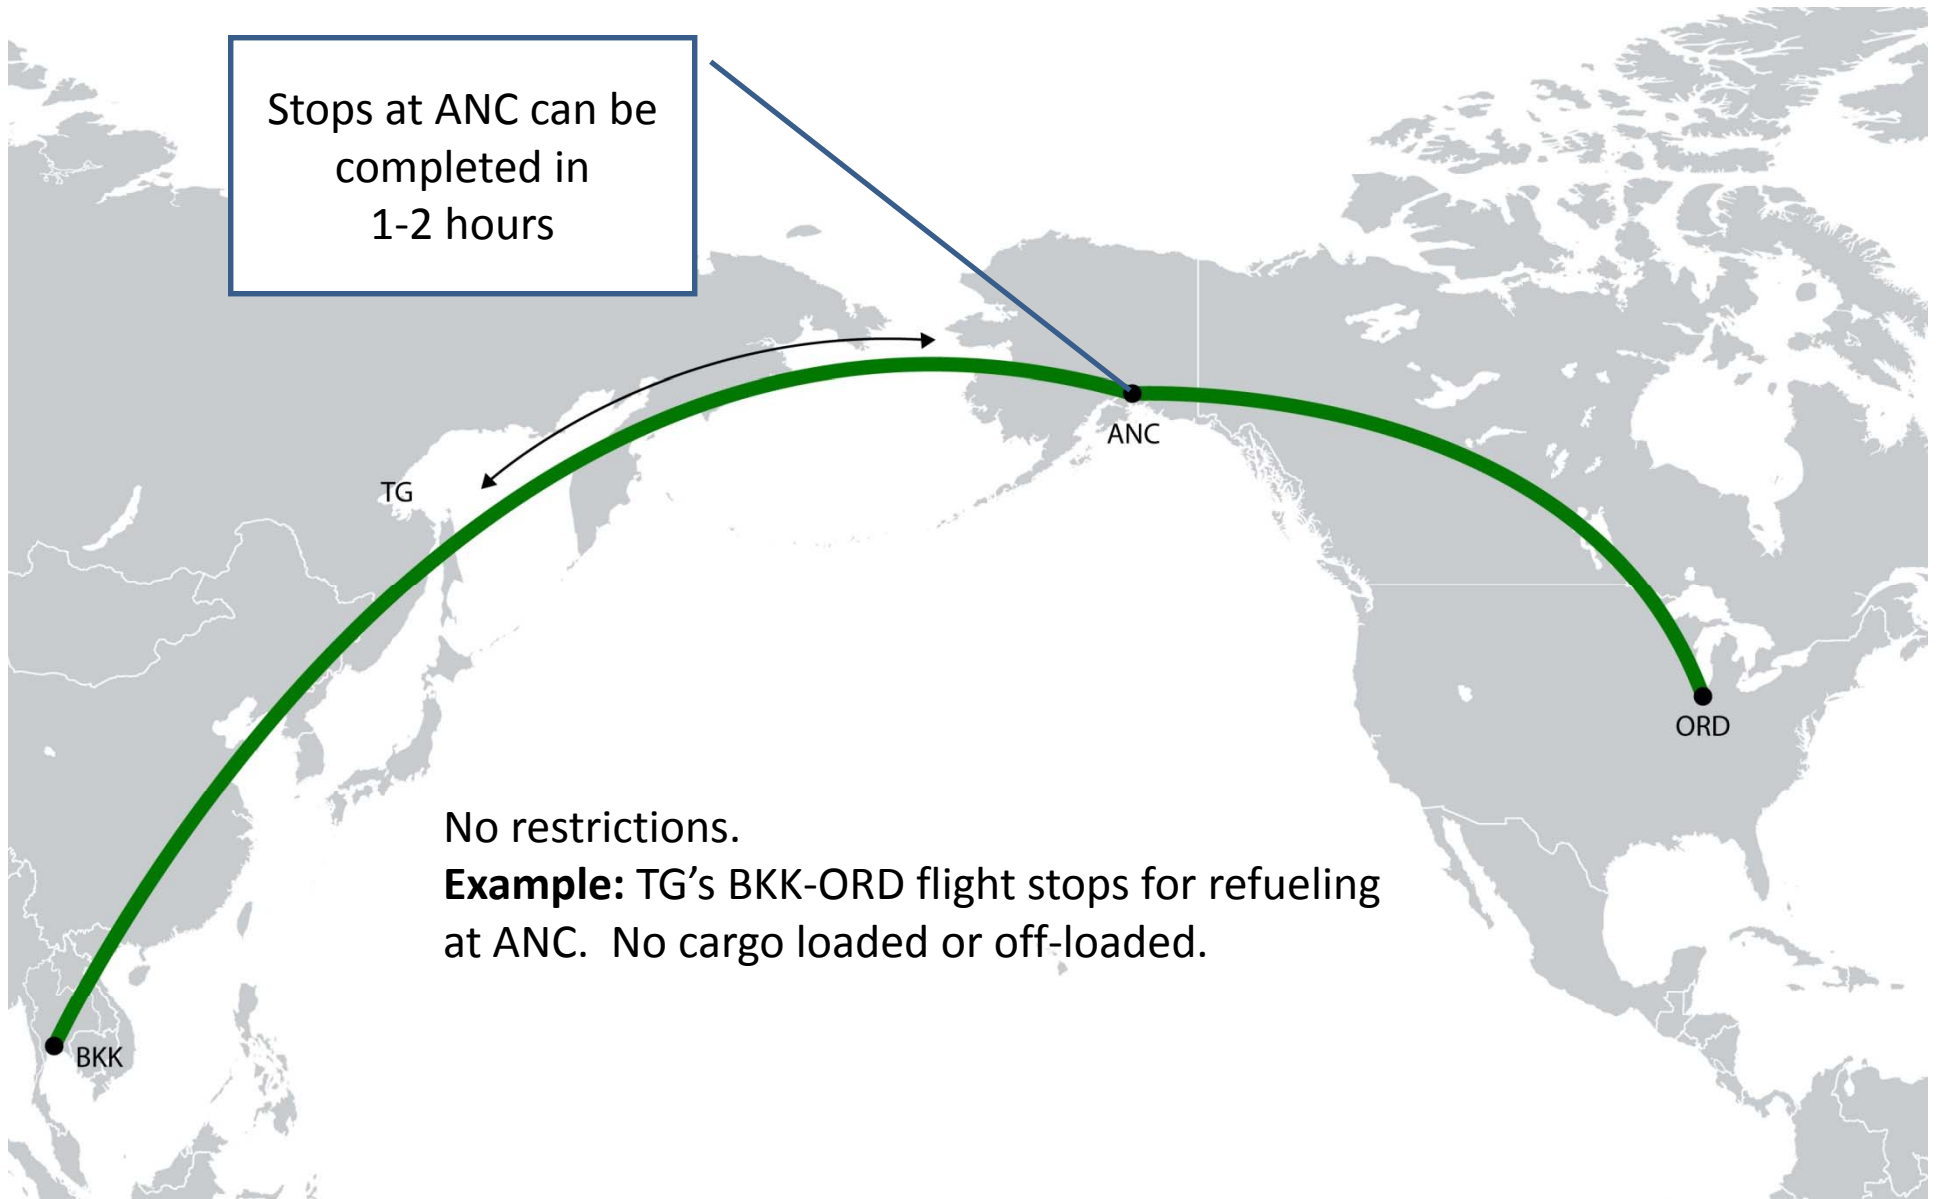 Stops at ANC can be
completed in
1-2 hours
TG
ANC
ORD
No restrictions.
Example: TG’s BKK-ORD flight stops for refueling
at ANC.  No cargo loaded or off-loaded.
BKK